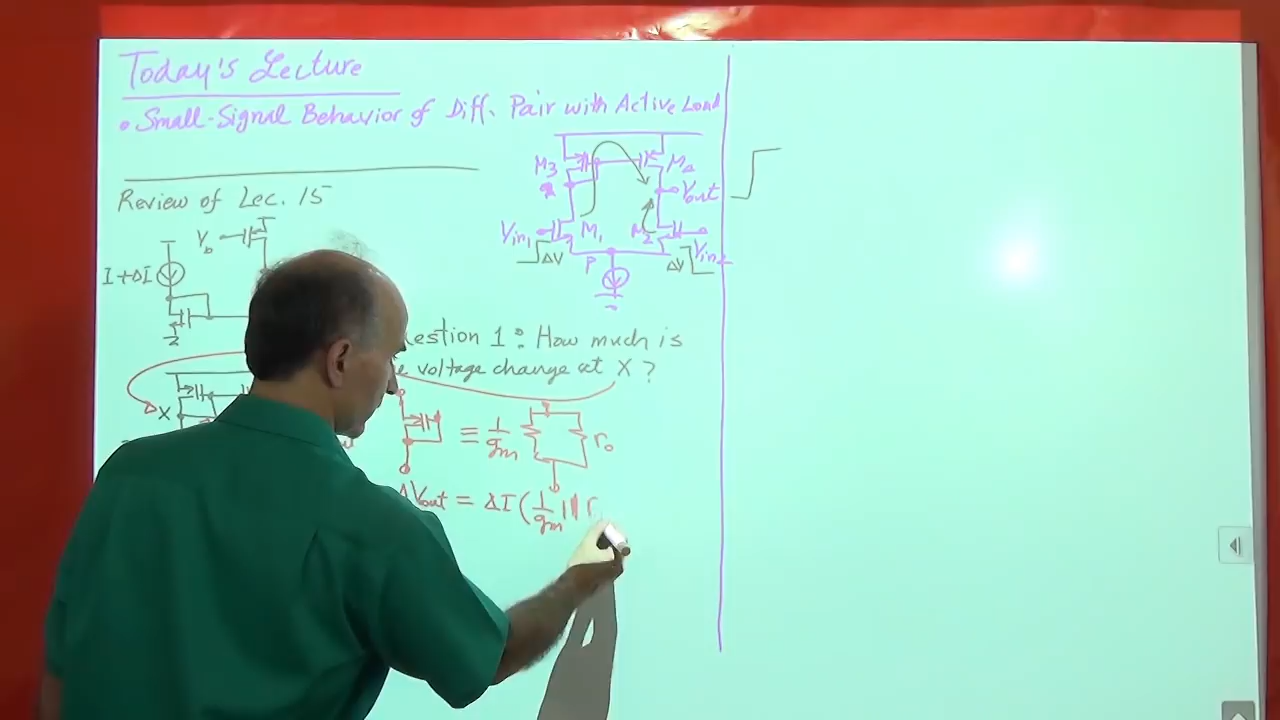 Today's Lecture
• Small-Signal Behavior of Diff. Pair with Active Load
M3
M4
Vout
Review of Lec. 15
Vb
Vin1
M1
M2
Vin2
ΔV
P
ΔV
I+ΔI
estion 1: How much is
e voltage change at X?
X
≡ 1/gm
ro
ΔVout = ΔI (1/gm || r